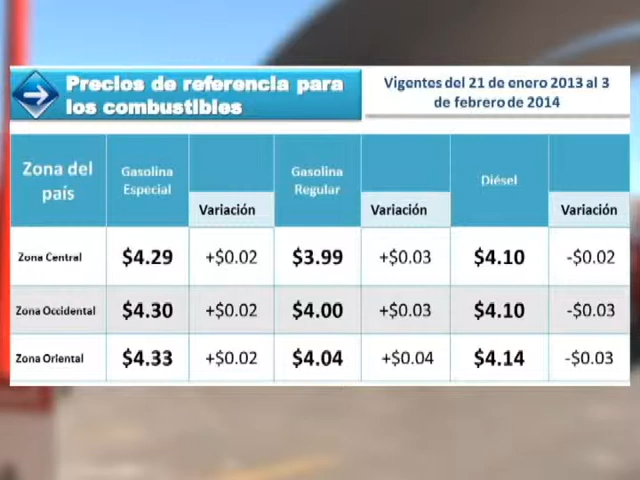 Precios de referencia para
los combustibles
Vigentes del 21 de enero 2013 al 3
de febrero de 2014
Zona del
país
Gasolina
Especial
Variación
Gasolina
Regular
Variación
Diésel
Variación
Zona Central $4.29 +$0.02 $3.99 +$0.03 $4.10 -$0.02
Zona Occidental $4.30 +$0.02 $4.00 +$0.03 $4.10 -$0.03
Zona Oriental $4.33 +$0.02 $4.04 +$0.04 $4.14 -$0.03